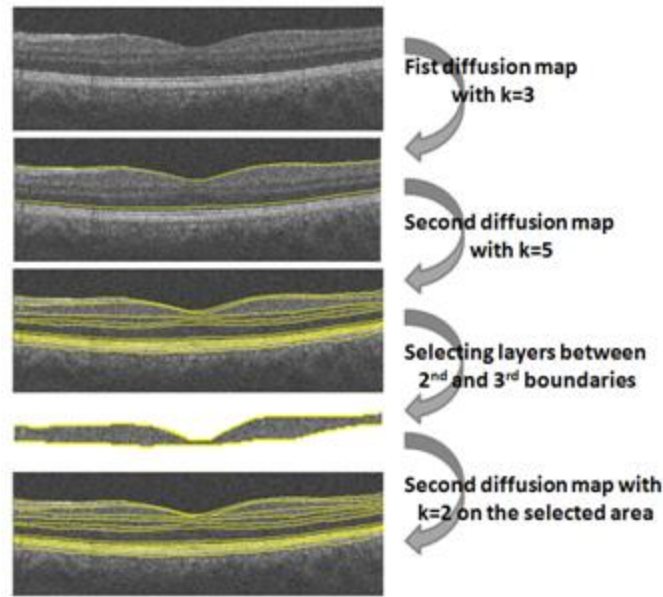 Fist diffusion map
with k=3
Second diffusion map
with k=5
Selecting layers between
2nd and 3rd boundaries
Second diffusion map with
k=2 on the selected area